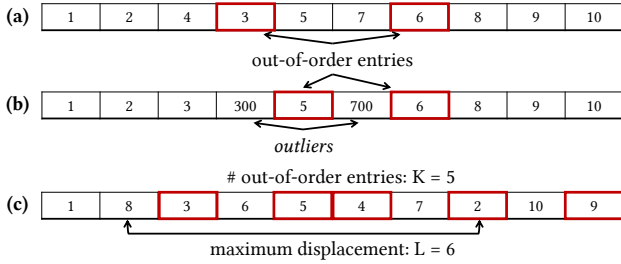 (a) 1 2 4 3 5 7 6 8 9 10
out-of-order entries
(b) 1 2 3 300 5 700 6 8 9 10
outliers
# out-of-order entries: K = 5
(c) 1 8 3 6 5 4 7 2 10 9
maximum displacement: L = 6